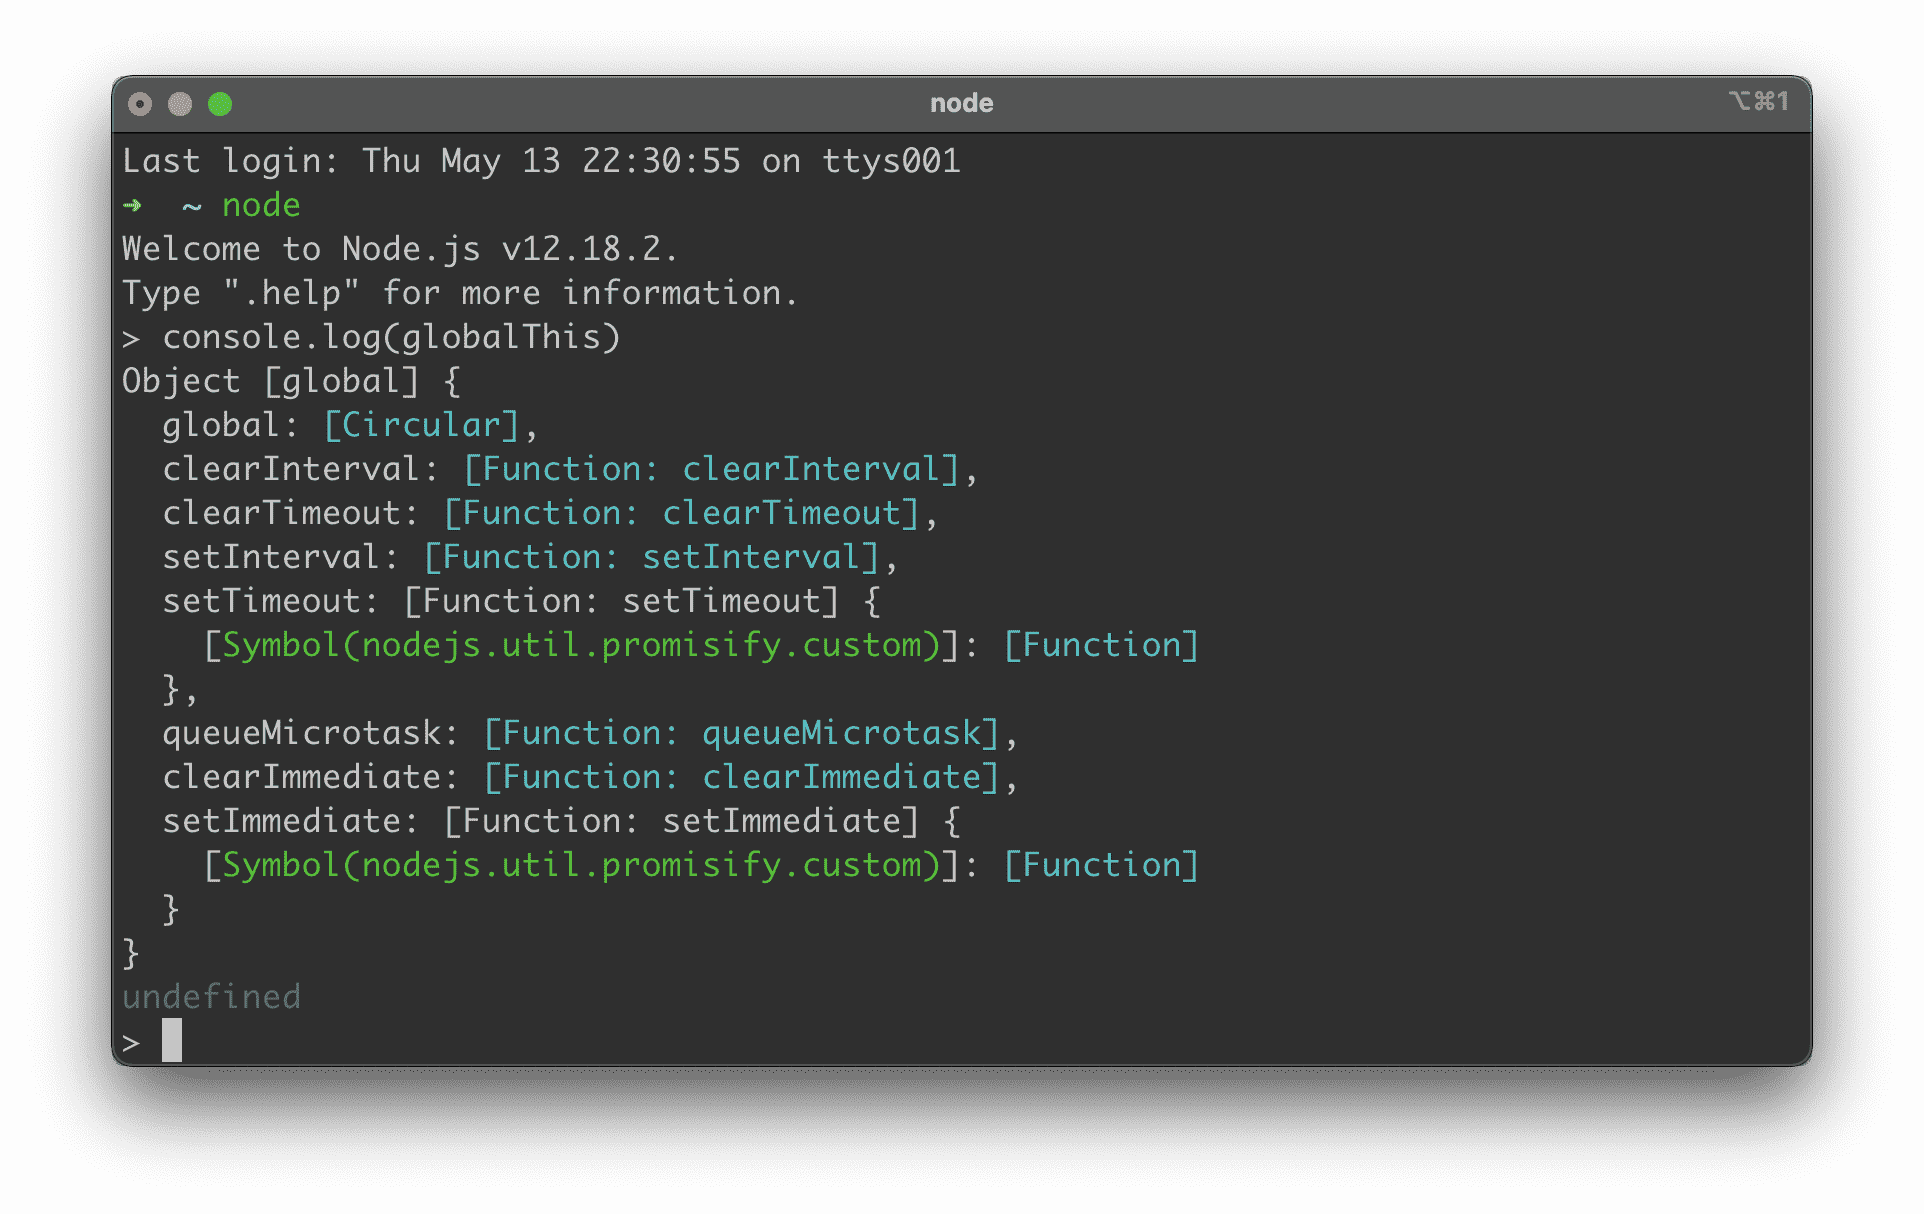 node
⌥⌘1
Last login: Thu May 13 22:30:55 on ttys001
➜  ~ node
Welcome to Node.js v12.18.2.
Type ".help" for more information.
> console.log(globalThis)
Object [global] {
  global: [Circular],
  clearInterval: [Function: clearInterval],
  clearTimeout: [Function: clearTimeout],
  setInterval: [Function: setInterval],
  setTimeout: [Function: setTimeout] {
    [Symbol(nodejs.util.promisify.custom)]: [Function]
  },
  queueMicrotask: [Function: queueMicrotask],
  clearImmediate: [Function: clearImmediate],
  setImmediate: [Function: setImmediate] {
    [Symbol(nodejs.util.promisify.custom)]: [Function]
  }
}
undefined
>